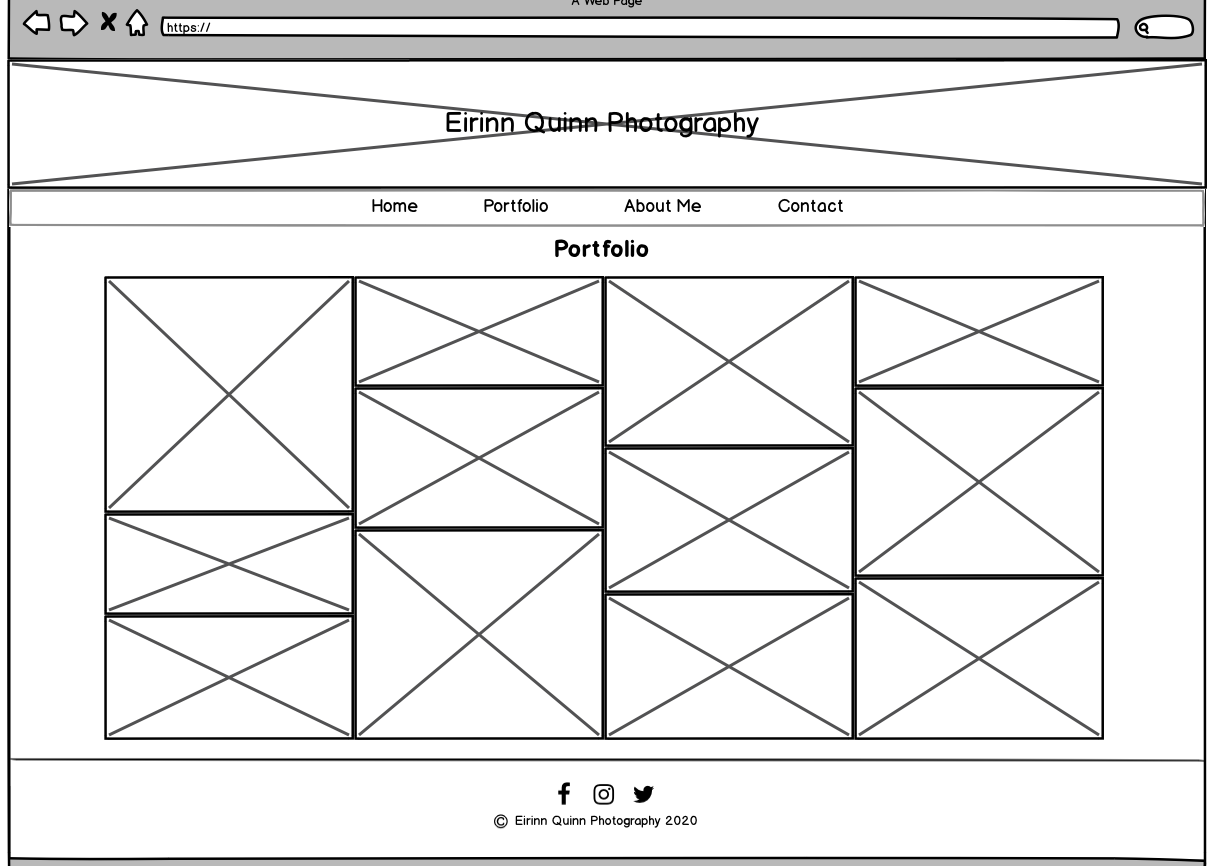 A Web Page
https://
Eirinn Quinn Photography
Home Portfolio About Me Contact
Portfolio
© Eirinn Quinn Photography 2020